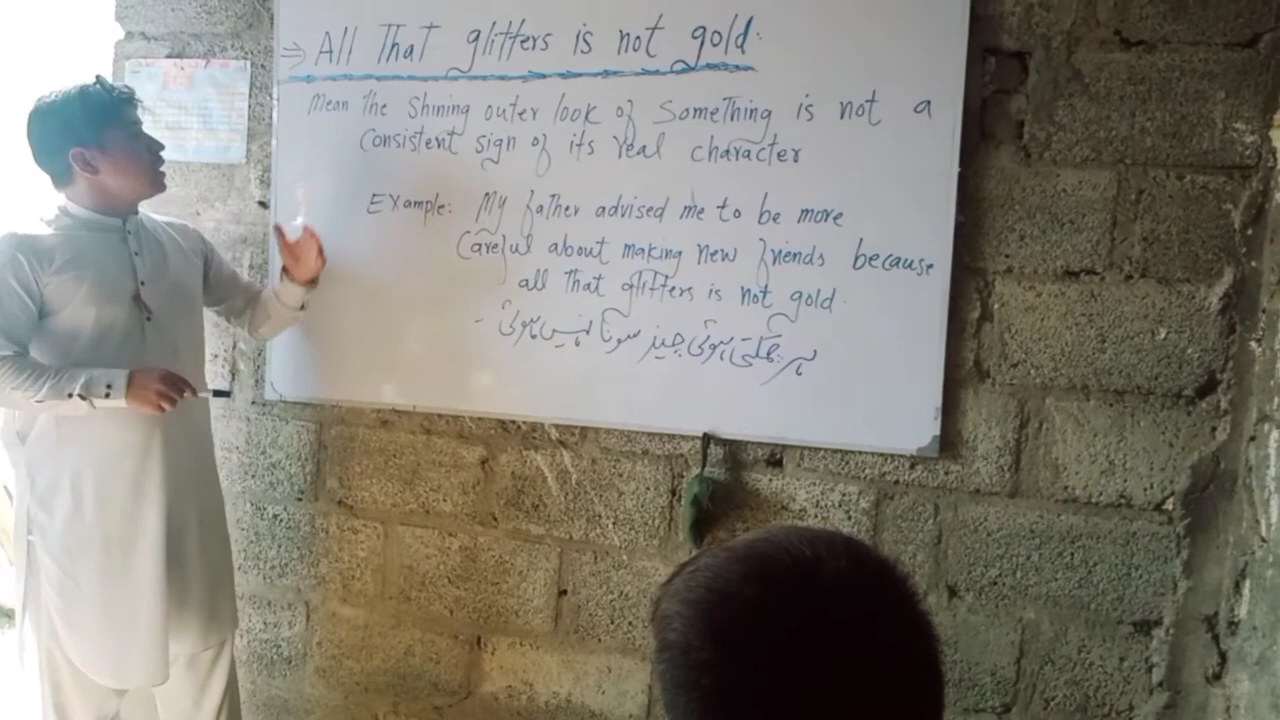 ⇒ All That glitters is not gold.
Mean the Shining outer look of Something is not a
Consistent sign of its real character
Example: My father advised me to be more
Careful about making new friends because
all That glitters is not gold.
ہر چمکتی ہوئی چیز سونا نہیں ہوتی -